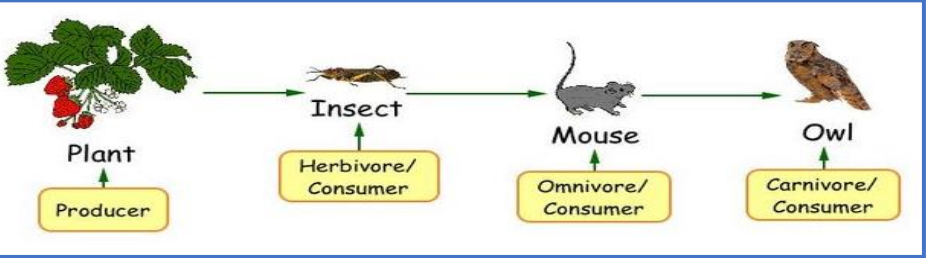 Plant
Insect
Mouse
Owl
Producer
Herbivore/
Consumer
Omnivore/
Consumer
Carnivore/
Consumer